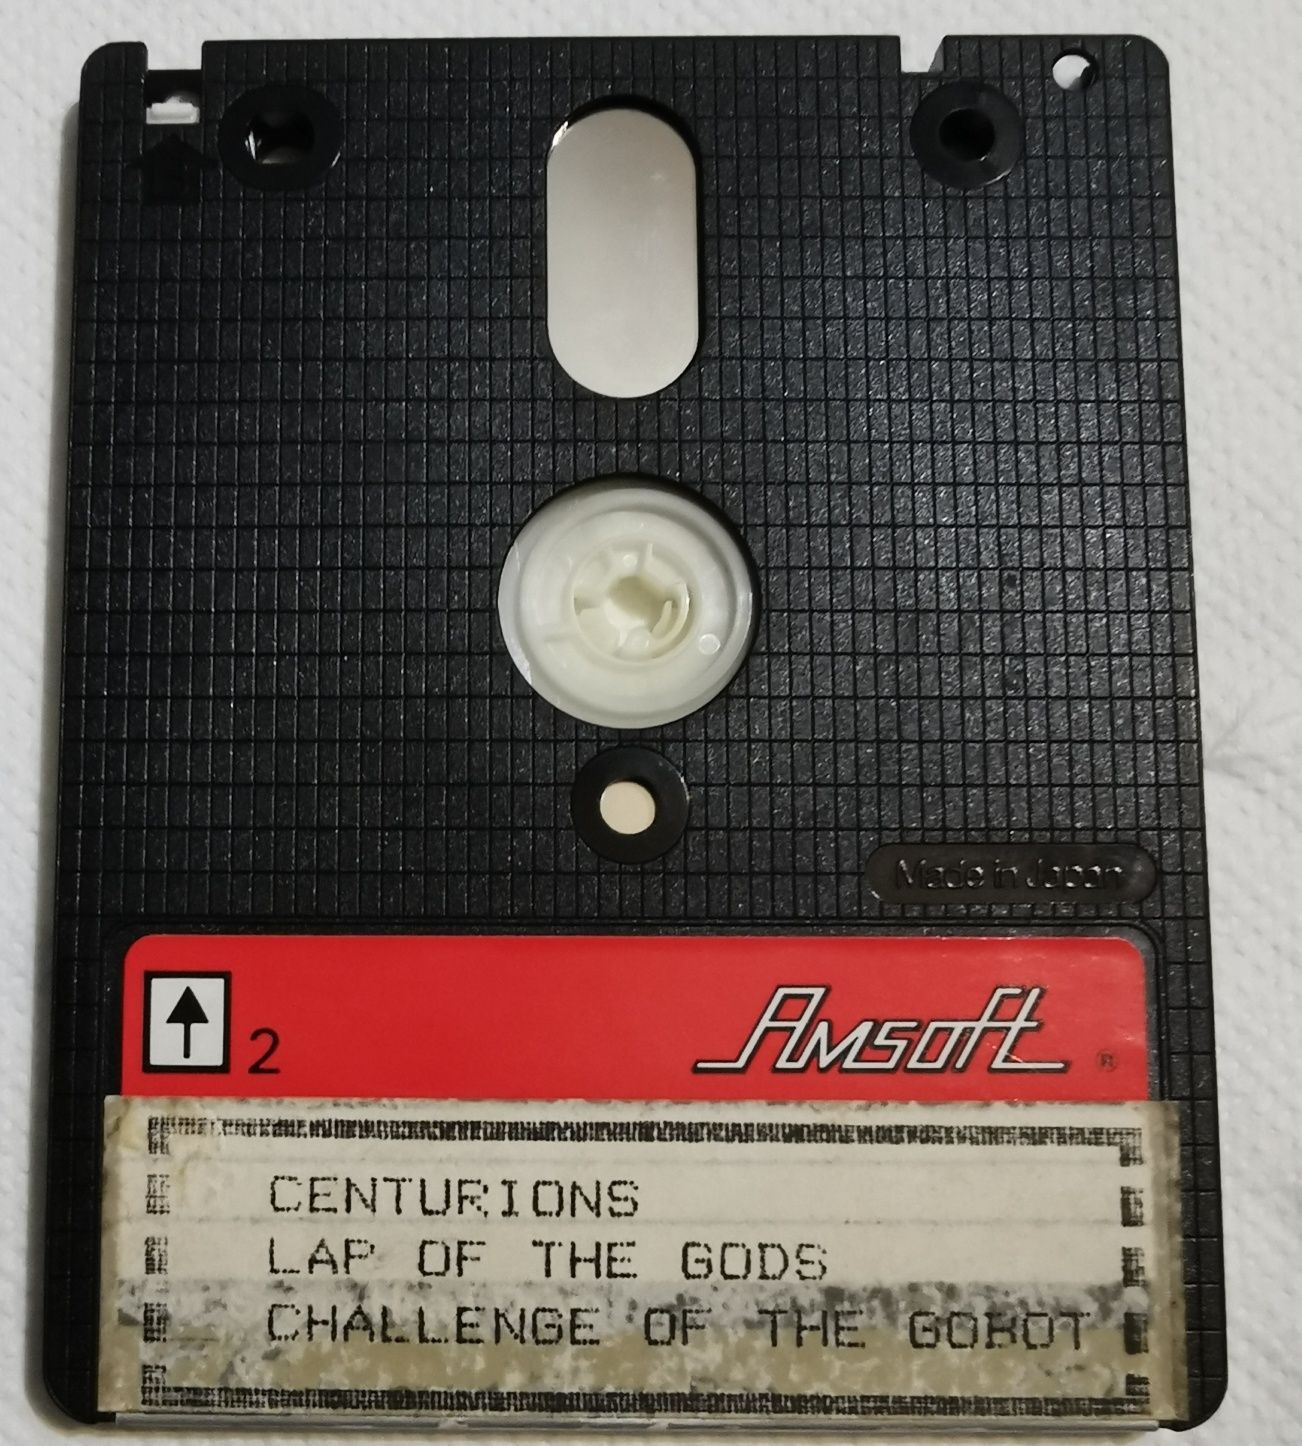 Made in Japan
2 Amsoft ®
CENTURIONS
LAP OF THE GODS
CHALLENGE OF THE GOBOT